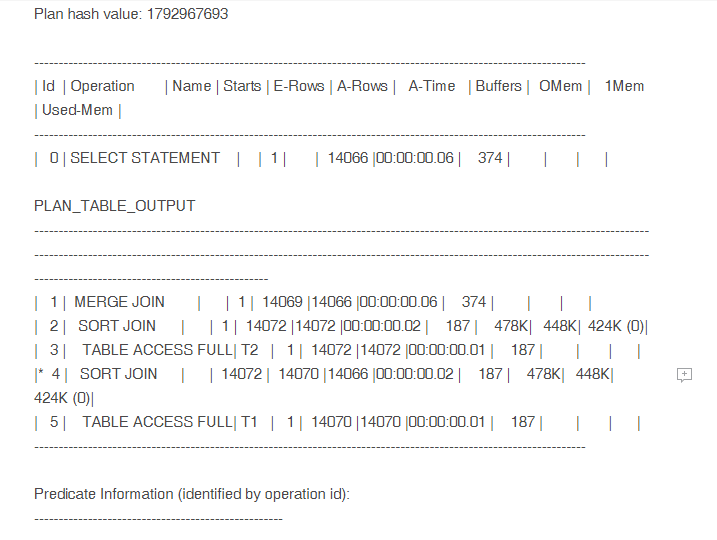 Plan hash value: 1792967693
---------------------------------------------------------------------------------------------------------------
| Id | Operation | Name | Starts | E-Rows | A-Rows | A-Time | Buffers | OMem | 1Mem
| Used-Mem |
---------------------------------------------------------------------------------------------------------------
| 0 | SELECT STATEMENT | | 1 | | 14066 |00:00:00.06 | 374 | | | |
PLAN_TABLE_OUTPUT
----------------------------------------------------------------------------------------------------------------------------
----------------------------------------------------------------------------------------------------------------------------
-----------------------------------------------
| 1 | MERGE JOIN | | 1 | 14069 |14066 |00:00:00.06 | 374 | | | |
| 2 | SORT JOIN | | 1 | 14072 |14072 |00:00:00.02 | 187 | 478K| 448K| 424K (0)|
| 3 | TABLE ACCESS FULL| T2 | 1 | 14072 |14072 |00:00:00.01 | 187 | | | |
|* 4 | SORT JOIN | | 14072 | 14070 |14066 |00:00:00.02 | 187 | 478K| 448K|
424K (0)|
| 5 | TABLE ACCESS FULL| T1 | 1 | 14070 |14070 |00:00:00.01 | 187 | | | |
---------------------------------------------------------------------------------------------------------------
Predicate Information (identified by operation id):
--------------------------------------------------